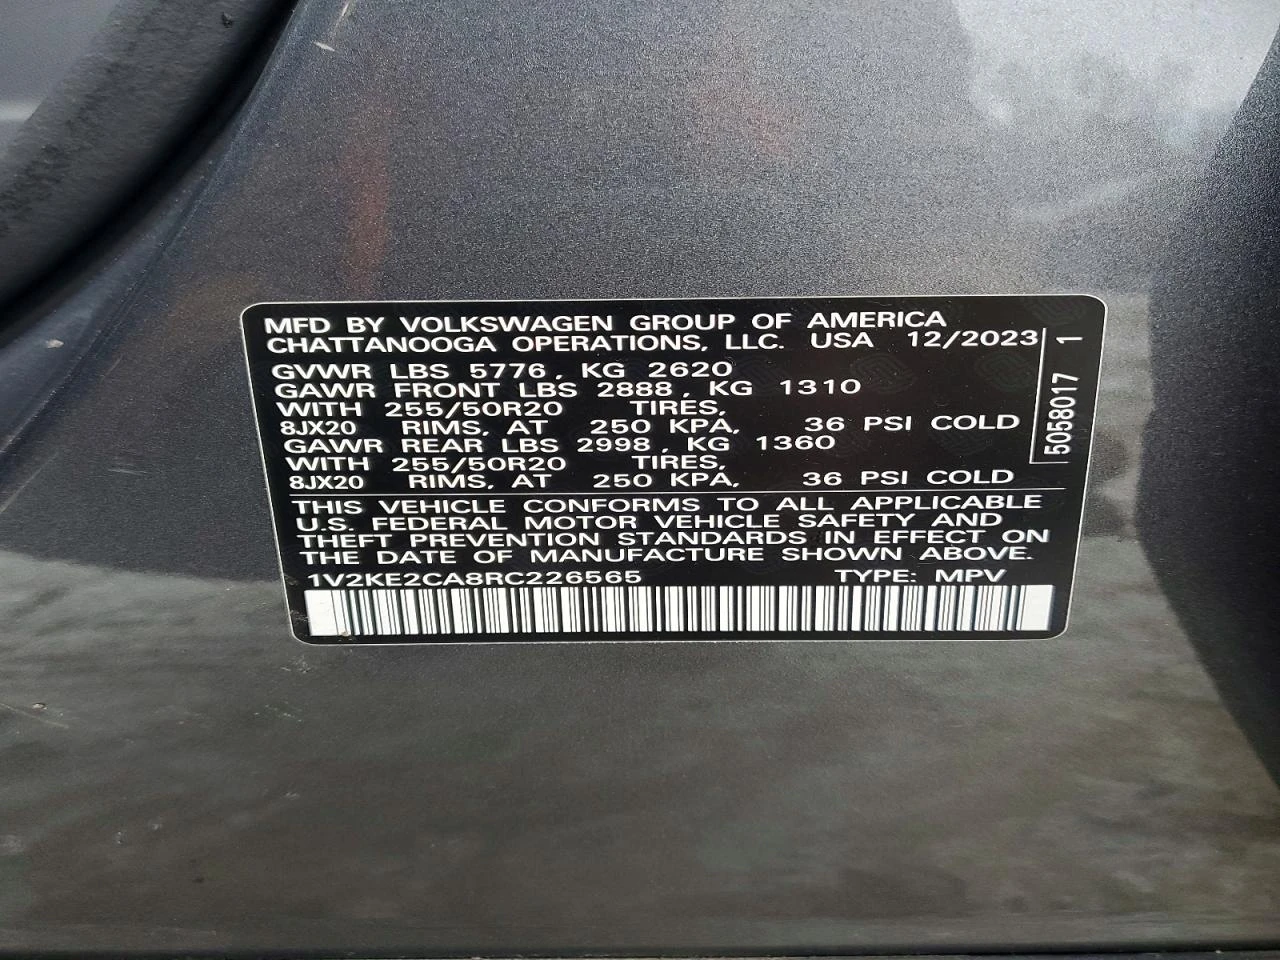 MFD BY VOLKSWAGEN GROUP OF AMERICA
CHATTANOOGA OPERATIONS, LLC. USA 12/2023
GVWR LBS 5776, KG 2620
GAWR FRONT LBS 2888, KG 1310
WITH 255/50R20 TIRES,
8JX20 RIMS, AT 250 KPA, 36 PSI COLD
GAWR REAR LBS 2998, KG 1360
WITH 255/50R20 TIRES,
8JX20 RIMS, AT 250 KPA, 36 PSI COLD
THIS VEHICLE CONFORMS TO ALL APPLICABLE
U.S. FEDERAL MOTOR VEHICLE SAFETY AND
THEFT PREVENTION STANDARDS IN EFFECT ON
THE DATE OF MANUFACTURE SHOWN ABOVE.
1V2KE2CA8RC226565 TYPE: MPV
5058017 1